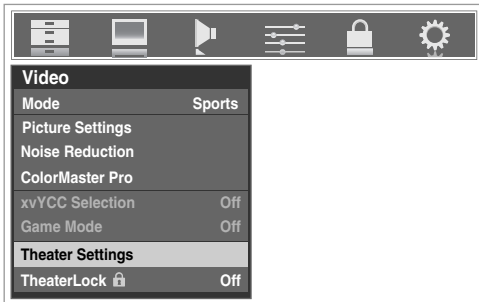 Video
Mode Sports
Picture Settings
Noise Reduction
ColorMaster Pro
xvYCC Selection Off
Game Mode Off
Theater Settings
TheaterLock Off